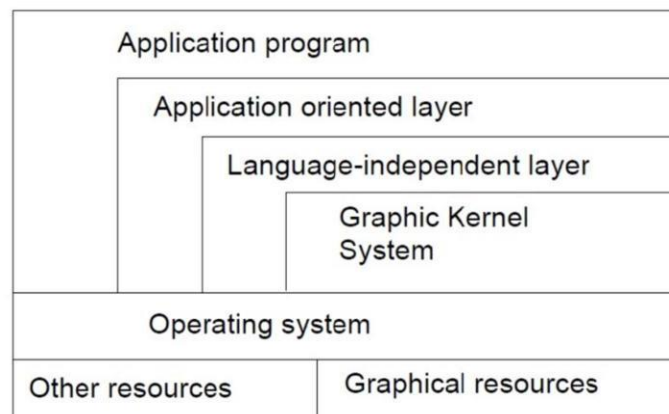 Application program
Application oriented layer
Language-independent layer
Graphic Kernel
System
Operating system
Other resources
Graphical resources